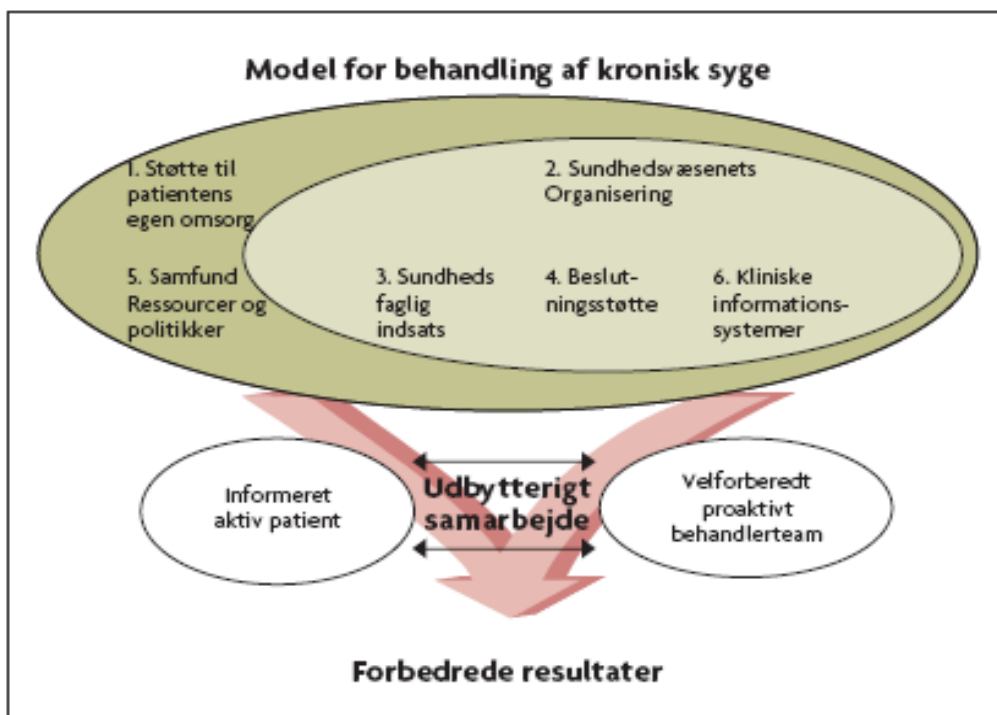 Model for behandling af kronisk syge
1. Støtte til
patientens
egen omsorg
2. Sundhedsvæsenets
Organisering
5. Samfund
Ressourcer og
politikker
3. Sundheds
faglig
indsats
4. Beslut-
ningsstøtte
6. Kliniske
informations-
systemer
Informeret
aktiv patient
Udbytterigt
samarbejde
Velforberedt
proaktivt
behandlerteam
Forbedrede resultater